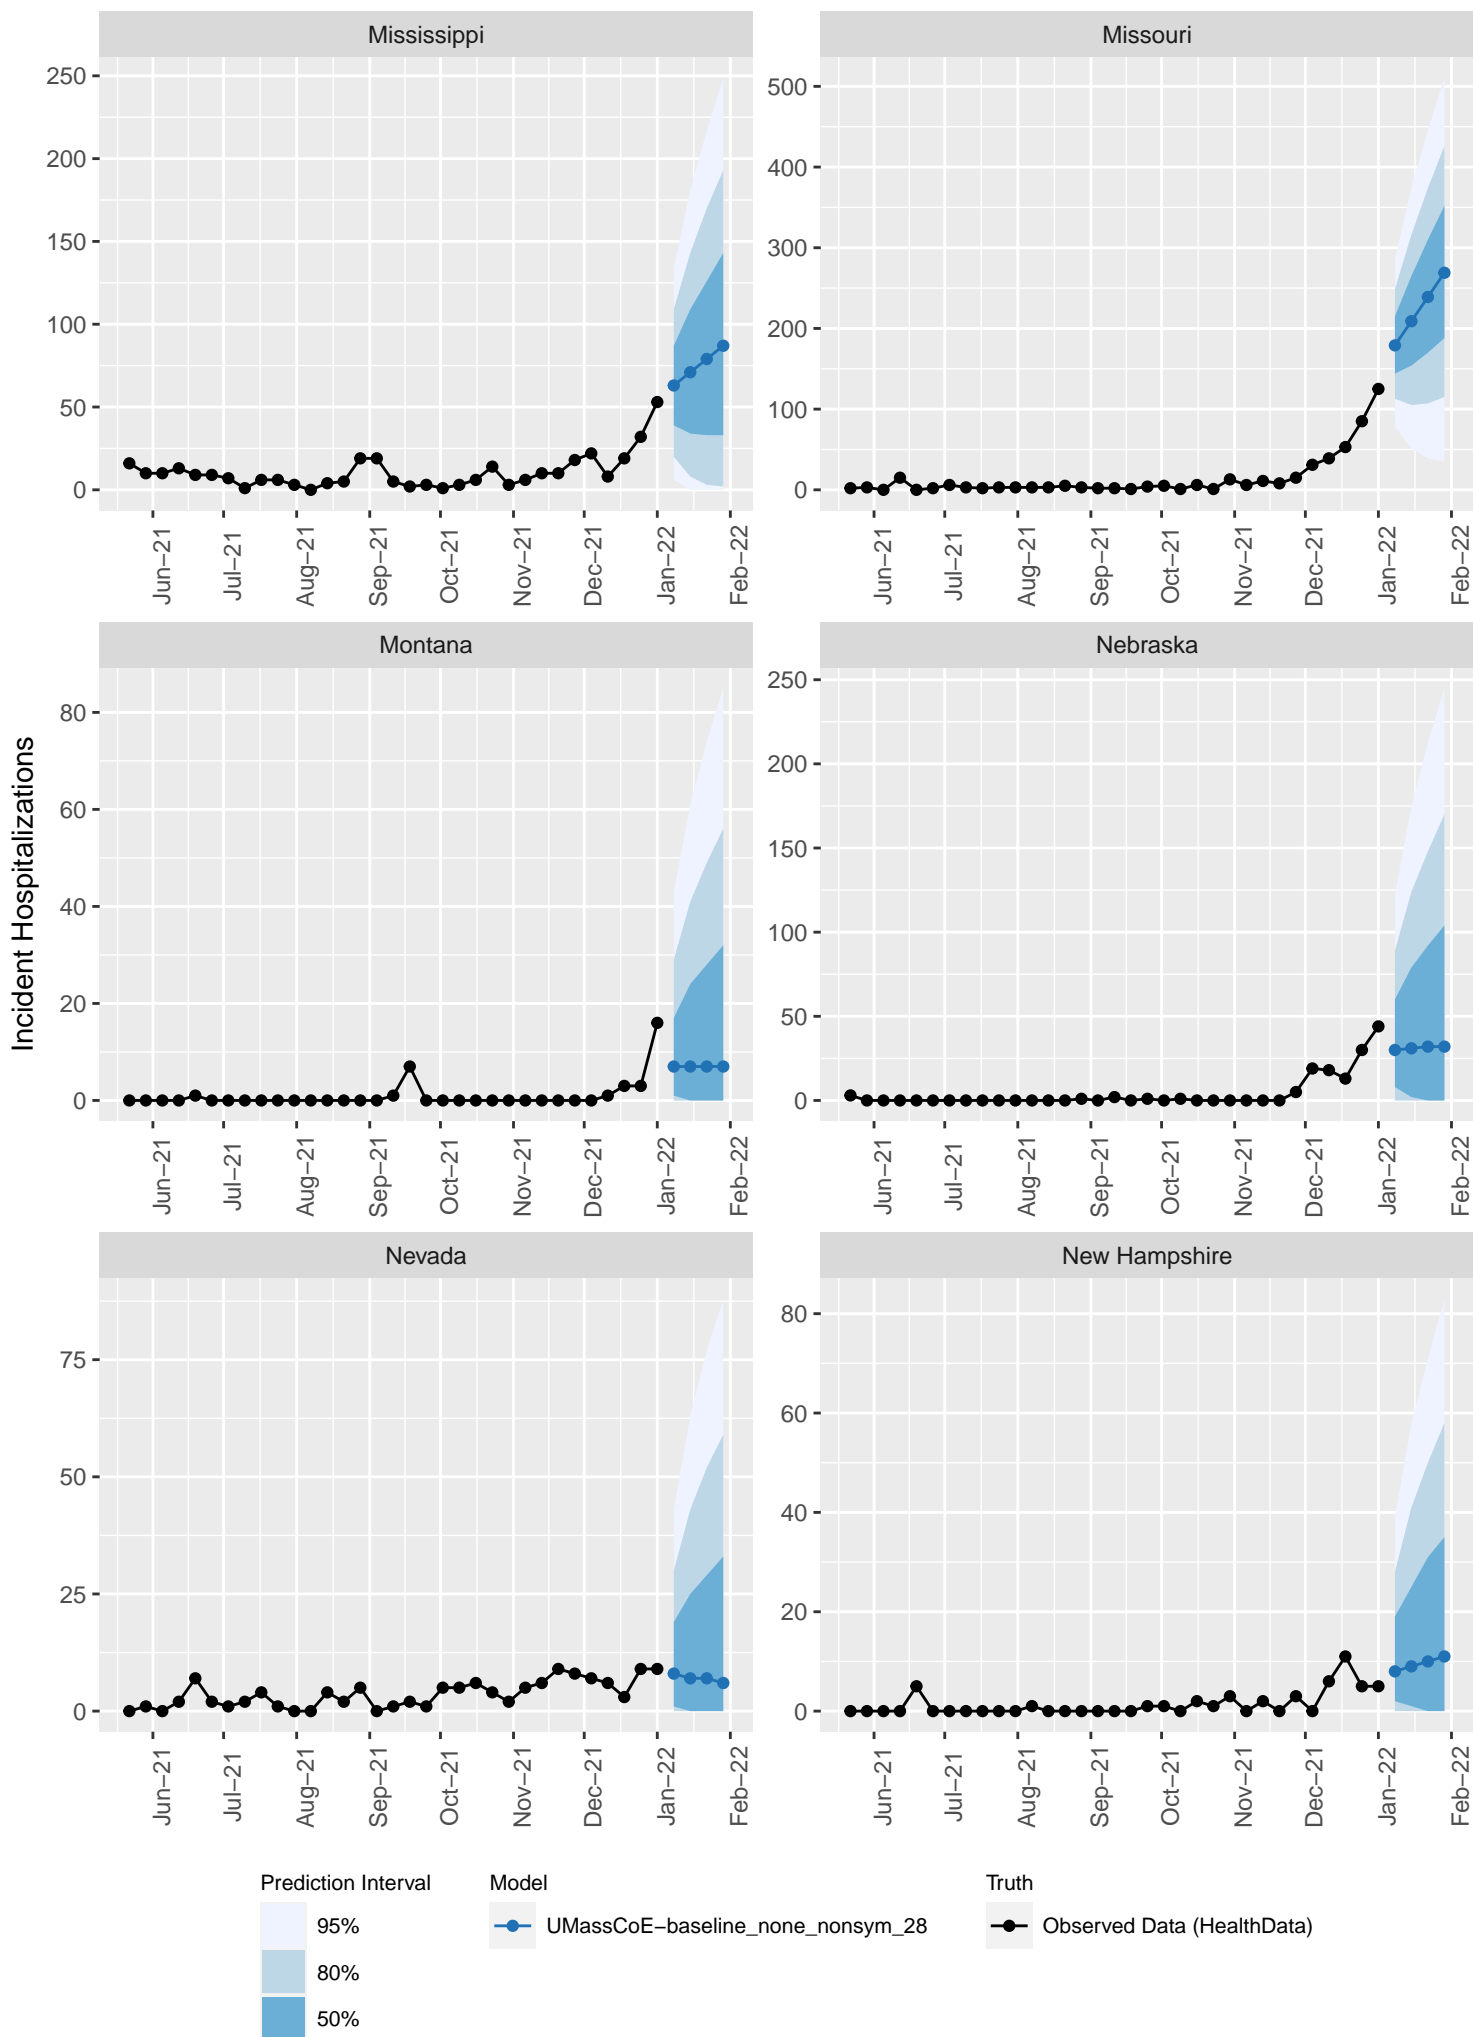 Mississippi
Missouri
250
200
150
100
50
0
500
400
300
200
100
0
Jun−21
Jul−21
Aug−21
Sep−21
Oct−21
Nov−21
Dec−21
Jan−22
Feb−22
Jun−21
Jul−21
Aug−21
Sep−21
Oct−21
Nov−21
Dec−21
Jan−22
Feb−22
Incident Hospitalizations
Montana
Nebraska
80
60
40
20
0
250
200
150
100
50
0
Jun−21
Jul−21
Aug−21
Sep−21
Oct−21
Nov−21
Dec−21
Jan−22
Feb−22
Jun−21
Jul−21
Aug−21
Sep−21
Oct−21
Nov−21
Dec−21
Jan−22
Feb−22
Nevada
New Hampshire
75
50
25
0
80
60
40
20
0
Jun−21
Jul−21
Aug−21
Sep−21
Oct−21
Nov−21
Dec−21
Jan−22
Feb−22
Jun−21
Jul−21
Aug−21
Sep−21
Oct−21
Nov−21
Dec−21
Jan−22
Feb−22
Prediction Interval
95%
80%
50%
Model
UMassCoE−baseline_none_nonsym_28
Truth
Observed Data (HealthData)